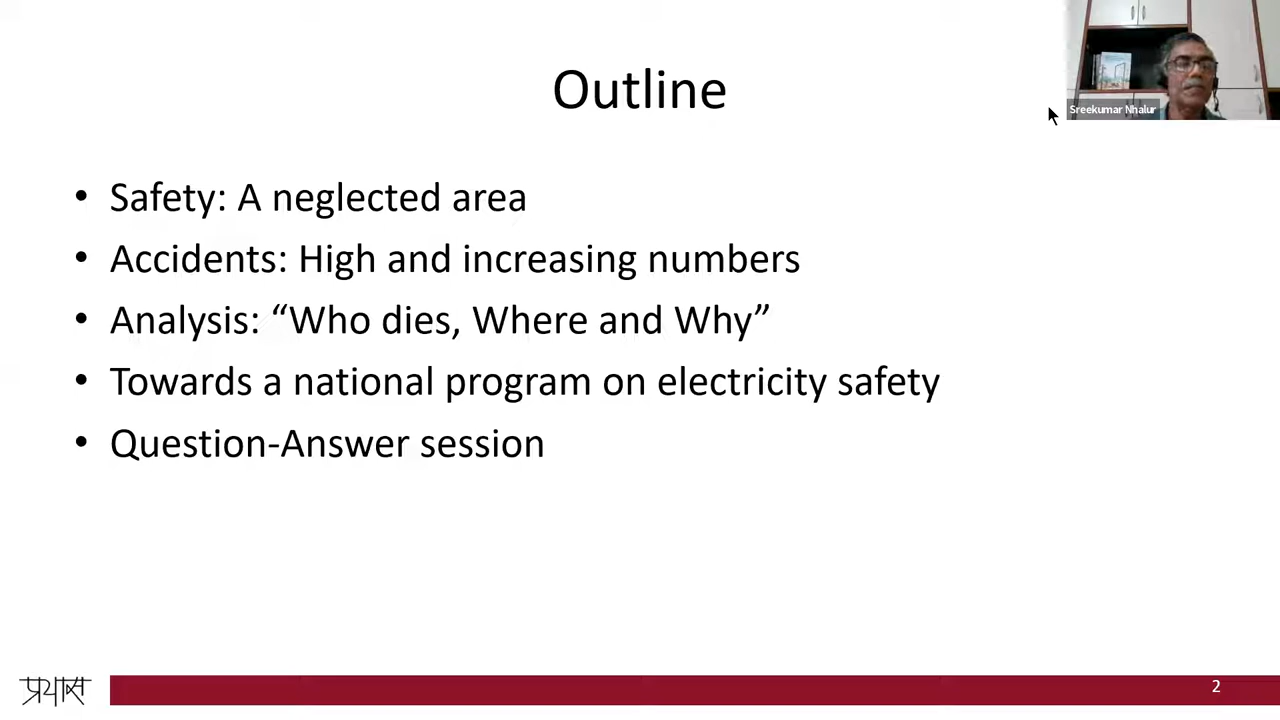 Outline
Sreekumar Nhalur
• Safety: A neglected area
• Accidents: High and increasing numbers
• Analysis: “Who dies, Where and Why”
• Towards a national program on electricity safety
• Question-Answer session
प्रयास
2